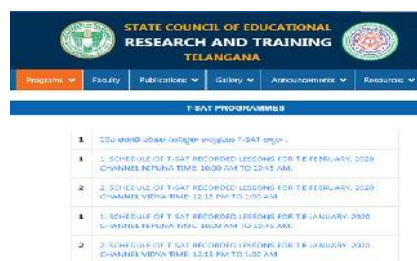 STATE COUNCIL OF EDUCATIONAL
RESEARCH AND TRAINING
TELANGANA
Programs Faculty Publications Gallery Announcements Resources
T-SAT PROGRAMMES
1 10వ తరగతి T-SAT ద్వారా .
1 1. SCHEDULE OF T-SAT RECORDED LESSONS FOR T.E FEBRUARY, 2020
CHANNEL NIPUNA TIME: 10:00 AM TO 10:45 AM.
2 2. SCHEDULE OF T-SAT RECORDED LESSONS FOR T.E FEBRUARY, 2020
CHANNEL VIDYA TIME: 12:15 PM TO 1:00 AM
1 1. SCHEDULE OF T-SAT RECORDED LESSONS FOR T.E JANUARY, 2020
CHANNEL NIPUNA TIME: 10:00 AM TO 10:45 AM.
2 2. SCHEDULE OF T-SAT RECORDED LESSONS FOR T.E JANUARY, 2020
CHANNEL VIDYA TIME: 12:15 PM TO 1:00 AM